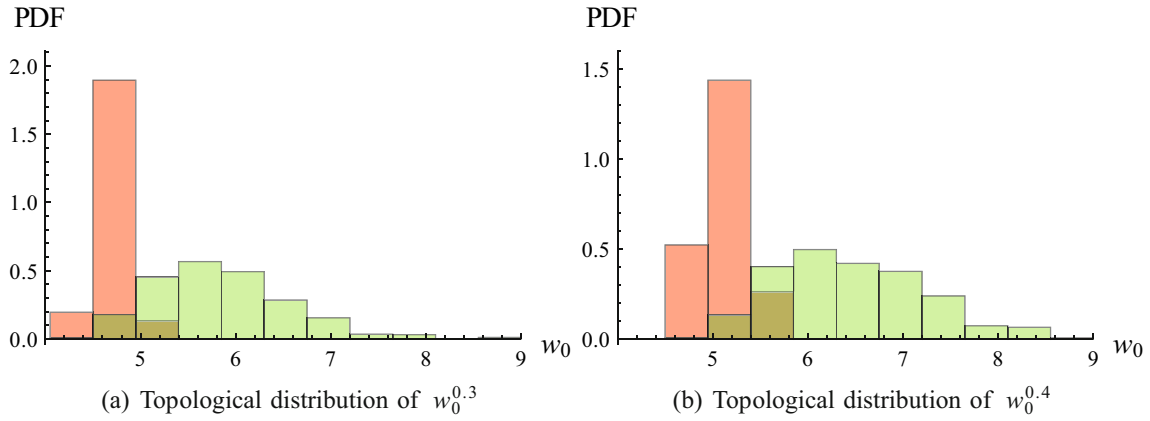 PDF
2.0
1.5
1.0
0.5
0.0
5 6 7 8 9 w₀
(a) Topological distribution of w₀^0.3
PDF
1.5
1.0
0.5
0.0
5 6 7 8 9 w₀
(b) Topological distribution of w₀^0.4